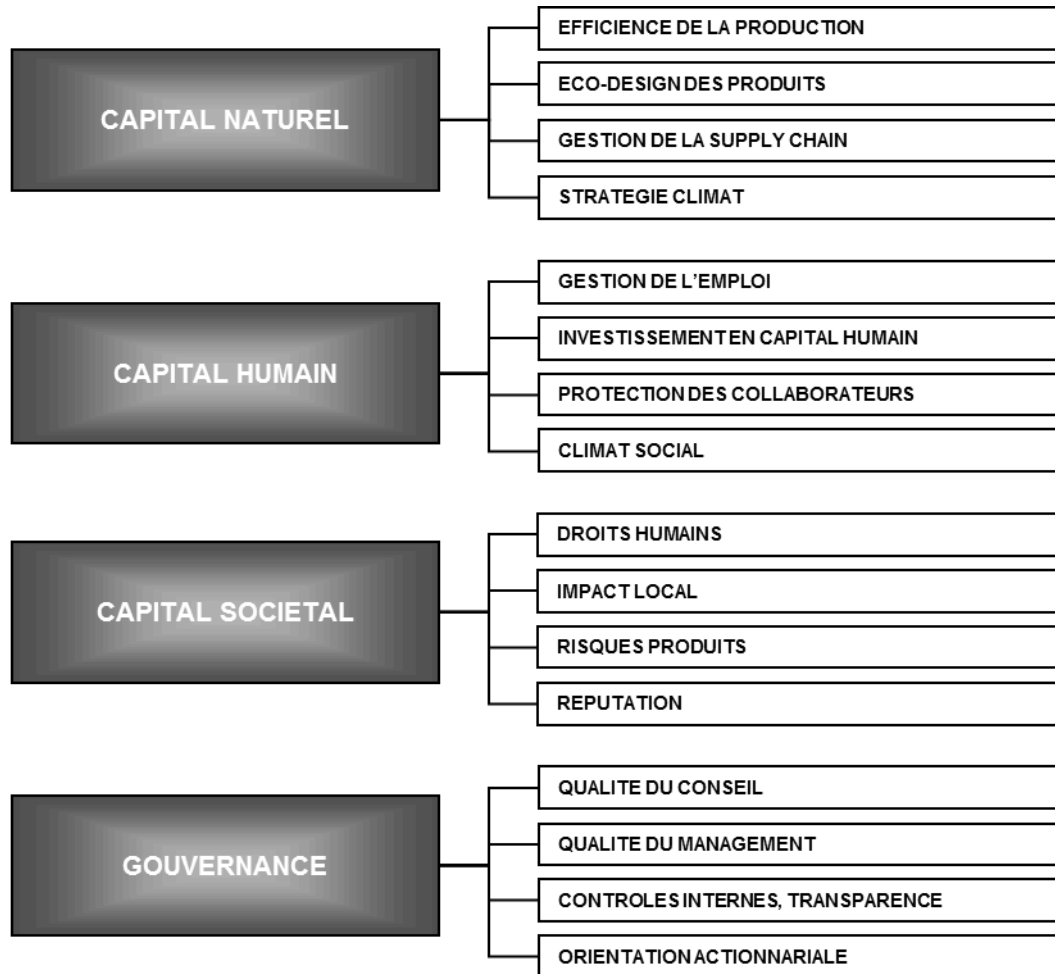 CAPITAL NATUREL
EFFICIENCE DE LA PRODUCTION
ECO-DESIGN DES PRODUITS
GESTION DE LA SUPPLY CHAIN
STRATEGIE CLIMAT
CAPITAL HUMAIN
GESTION DE L'EMPLOI
INVESTISSEMENT EN CAPITAL HUMAIN
PROTECTION DES COLLABORATEURS
CLIMAT SOCIAL
CAPITAL SOCIETAL
DROITS HUMAINS
IMPACT LOCAL
RISQUES PRODUITS
REPUTATION
GOUVERNANCE
QUALITE DU CONSEIL
QUALITE DU MANAGEMENT
CONTROLES INTERNES, TRANSPARENCE
ORIENTATION ACTIONNARIALE